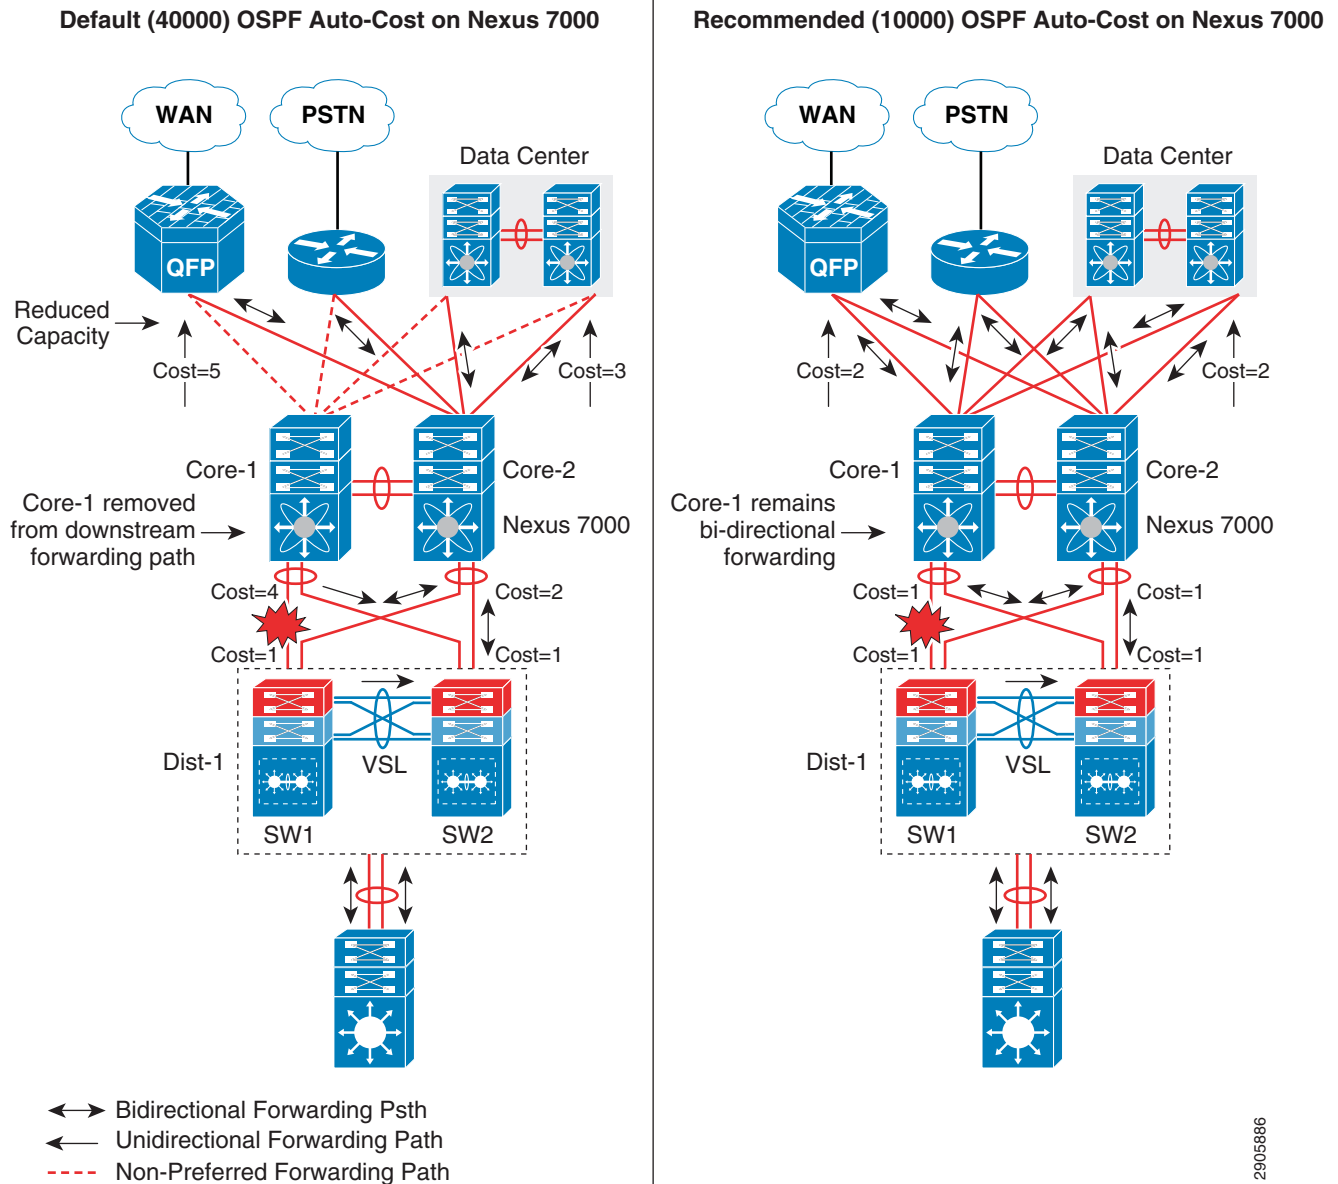 Default (40000) OSPF Auto-Cost on Nexus 7000
WAN
PSTN
Data Center
QFP
Reduced
Capacity
Cost=5
Cost=3
Core-1
Core-2
Core-1 removed
from downstream
forwarding path
Nexus 7000
Cost=4
Cost=2
Cost=1
Cost=1
Dist-1
VSL
SW1
SW2
Bidirectional Forwarding Psth
Unidirectional Forwarding Path
Non-Preferred Forwarding Path
Recommended (10000) OSPF Auto-Cost on Nexus 7000
WAN
PSTN
Data Center
QFP
Cost=2
Cost=2
Core-1
Core-2
Core-1 remains
bi-directional
forwarding
Nexus 7000
Cost=1
Cost=1
Cost=1
Cost=1
Dist-1
VSL
SW1
SW2
2905886